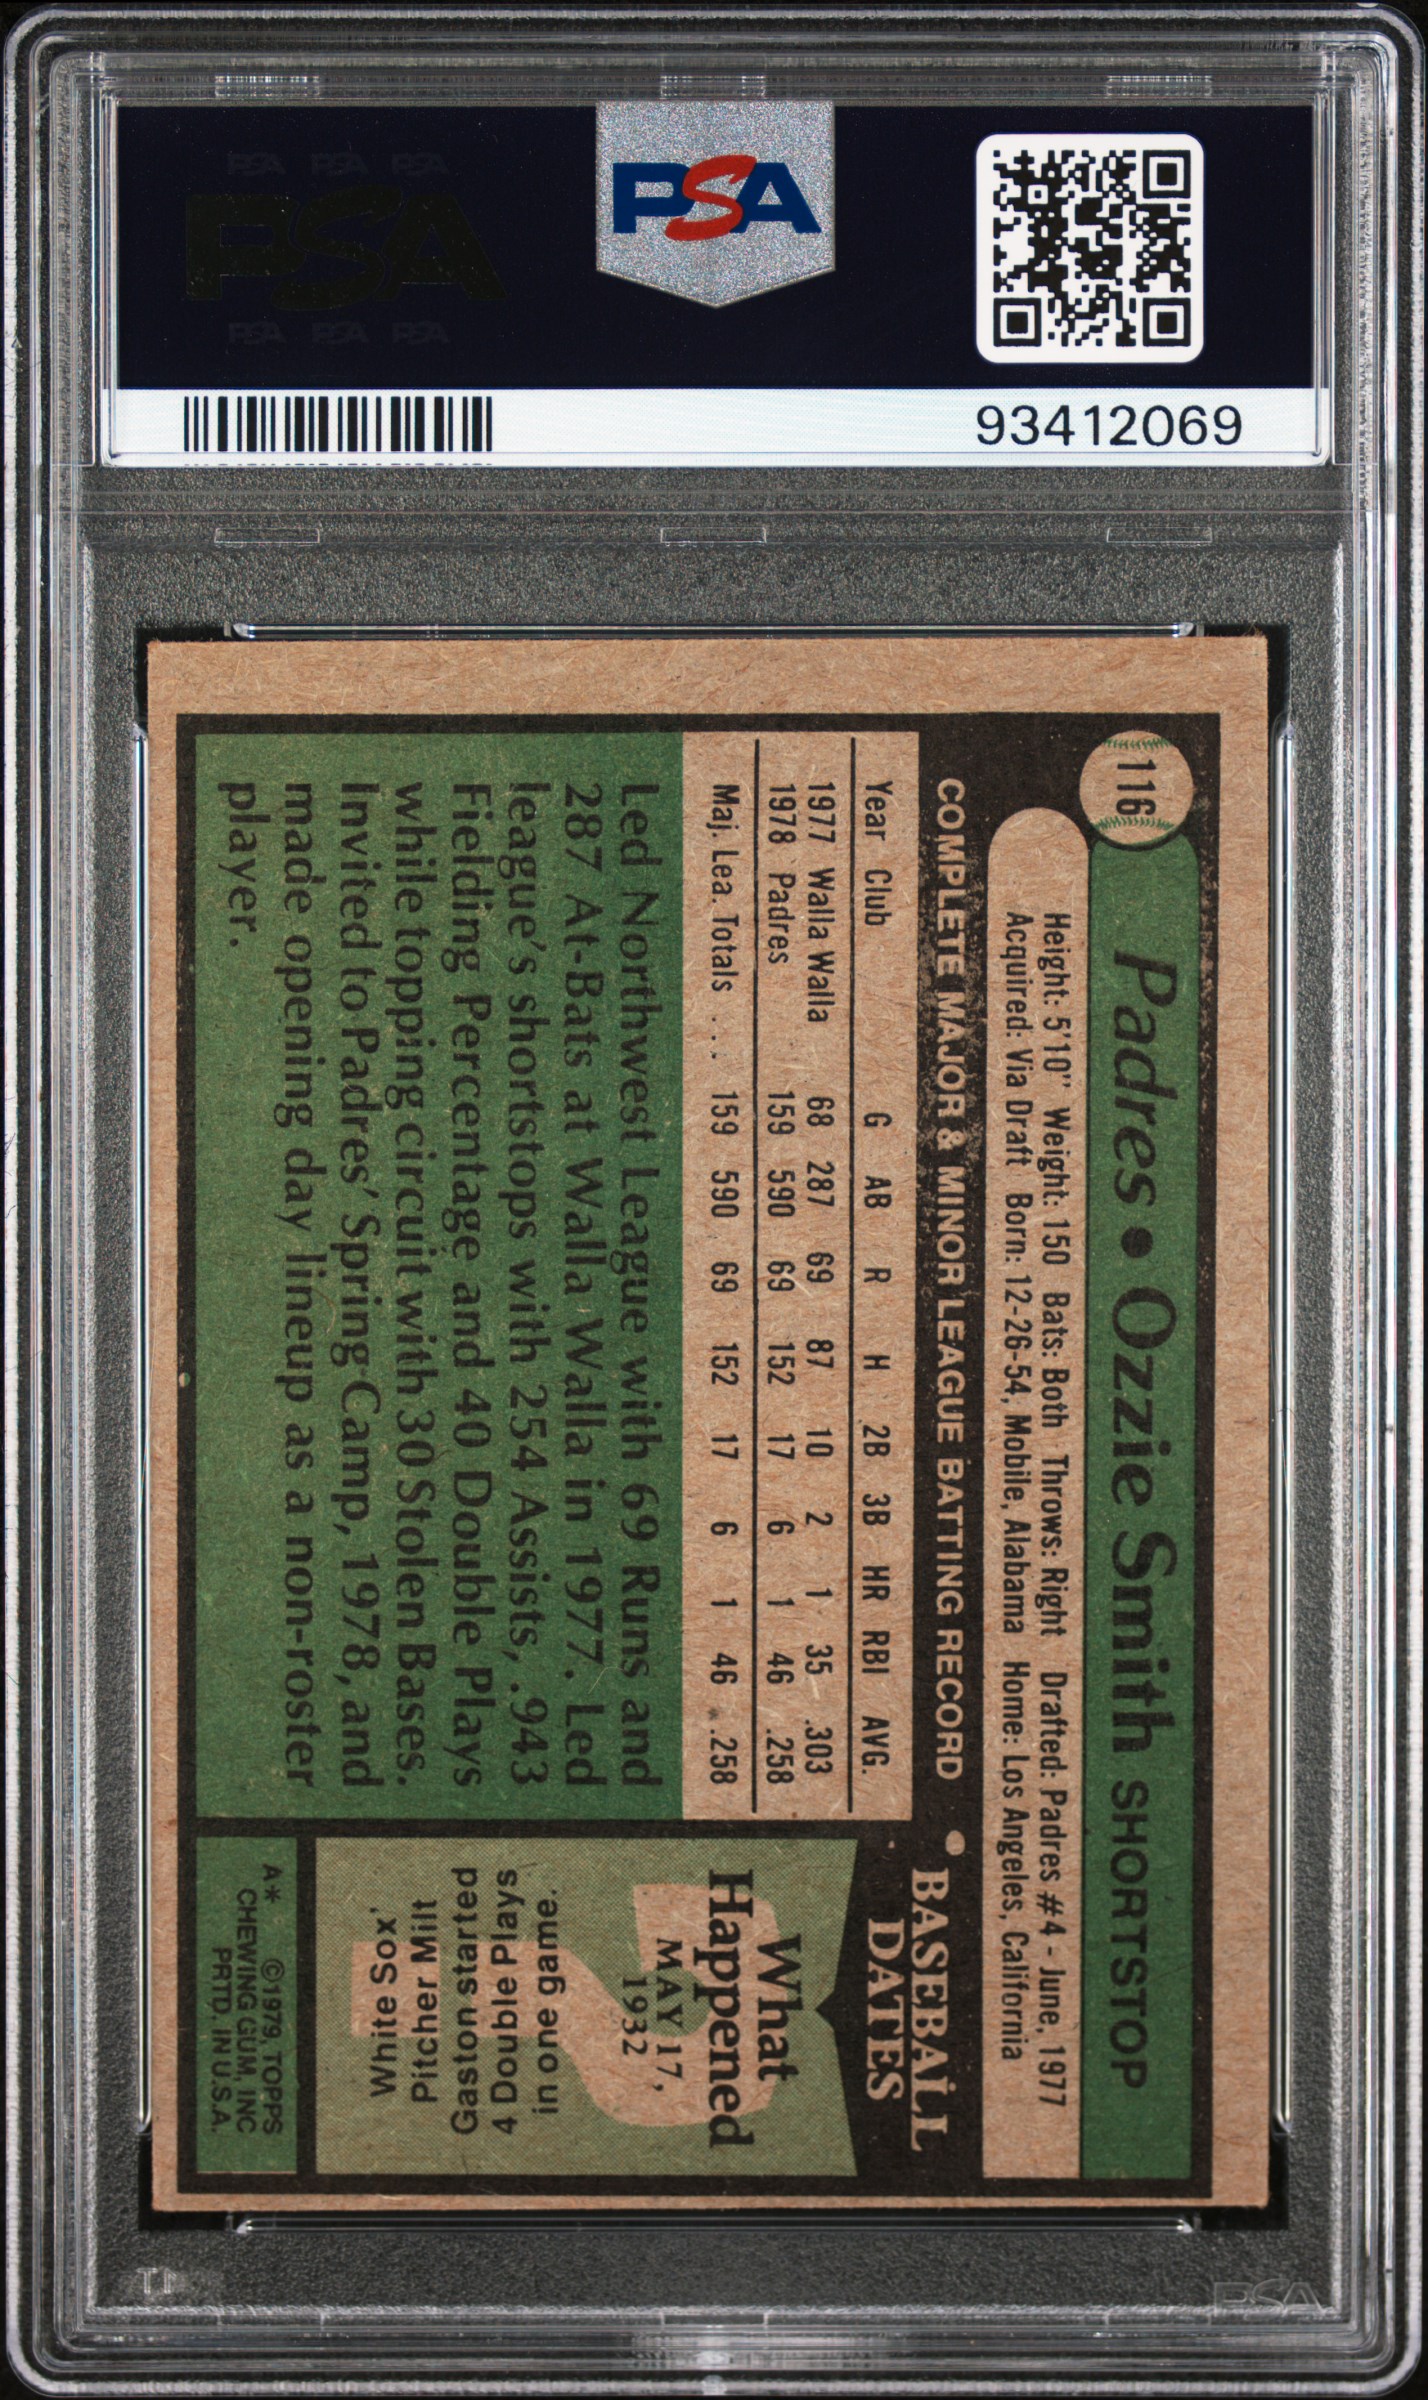 PSA PSA PSA
PSA
PSA PSA PSA
PSA
93412069
116
Padres • Ozzie Smith SHORTSTOP
Height: 5'10" Weight: 150 Bats: Both Throws: Right Drafted: Padres #4 - June, 1977
Acquired: Via Draft Born: 12-26-54, Mobile, Alabama Home: Los Angeles, California
COMPLETE MAJOR & MINOR LEAGUE BATTING RECORD •
Year Club G AB R H 2B 3B HR RBI AVG.
1977 Walla Walla 68 287 69 87 10 2 1 35 .303
1978 Padres 159 590 69 152 17 6 1 46 .258
Maj. Lea. Totals . . . 159 590 69 152 17 6 1 46 .258
Led Northwest League with 69 Runs and
287 At-Bats at Walla Walla in 1977. Led
league's shortstops with 254 Assists, .943
Fielding Percentage and 40 Double Plays
while topping circuit with 30 Stolen Bases.
Invited to Padres' Spring Camp, 1978, and
made opening day lineup as a non-roster
player.
BASEBALL
DATES
What
Happened
MAY 17,
1932
White Sox'
Pitcher Milt
Gaston started
4 Double Plays
in one game.
A* ©1979, TOPPS
CHEWING GUM, INC
PRTD. IN U.S.A.
PSA